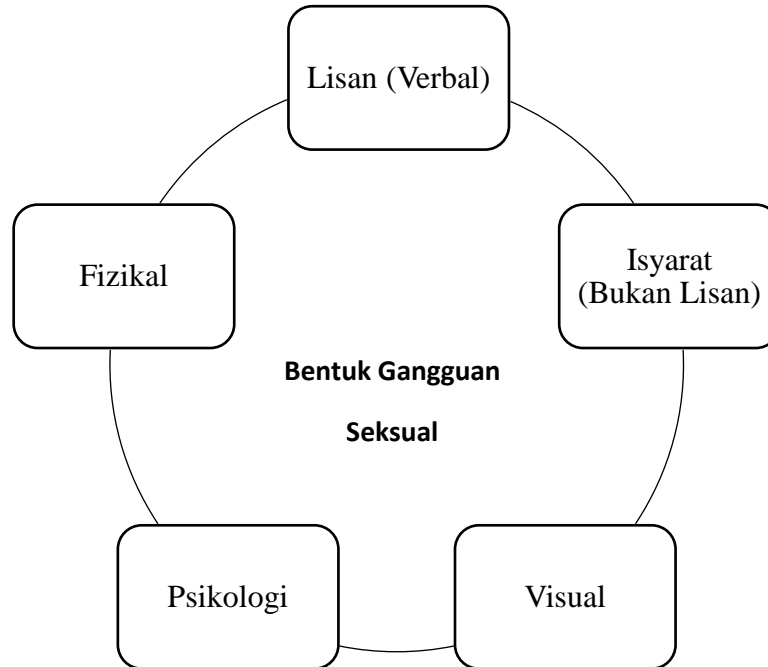 Lisan (Verbal)
Isyarat
(Bukan Lisan)
Fizikal
Bentuk Gangguan
Seksual
Psikologi
Visual